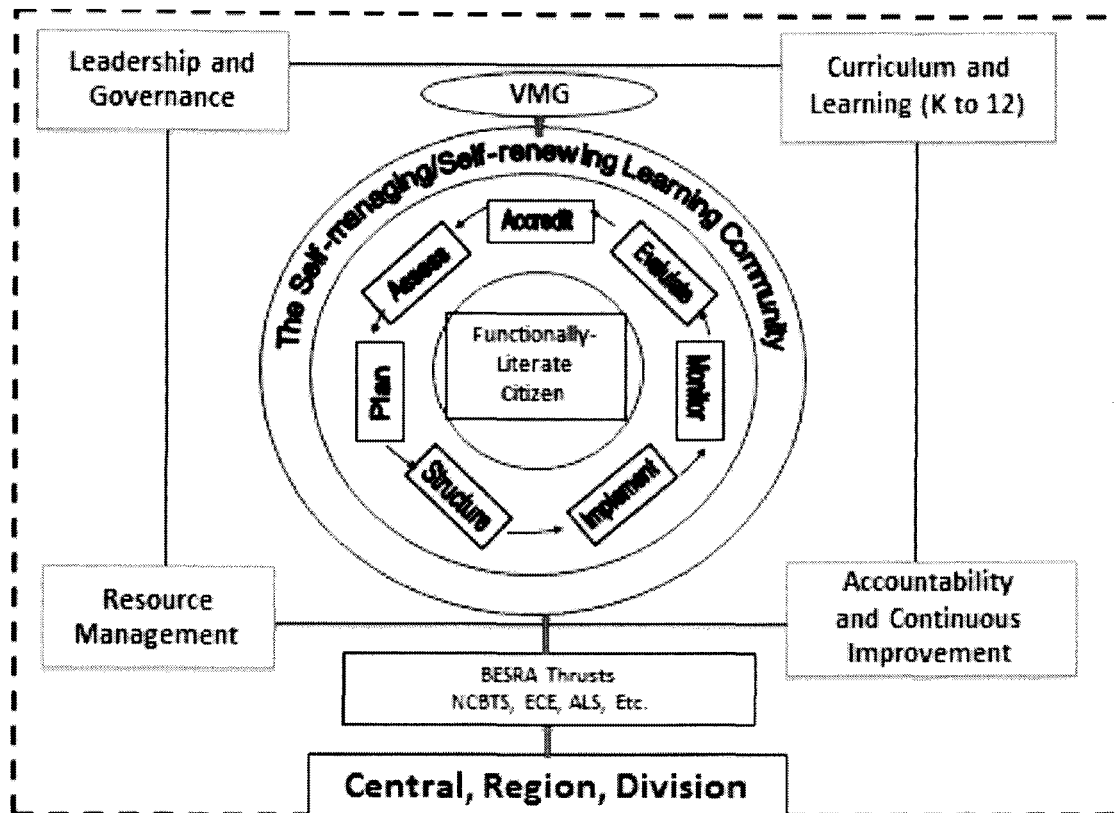 Leadership and
Governance
Curriculum and
Learning (K to 12)
VMG
The Self-managing/Self-renewing Learning Community
Accredit
Assess
Evaluate
Functionally-
Literate
Citizen
Plan
Monitor
Structure
Implement
Resource
Management
Accountability
and Continuous
Improvement
BESRA Thrusts
NCBTS, ECE, ALS, Etc.
Central, Region, Division